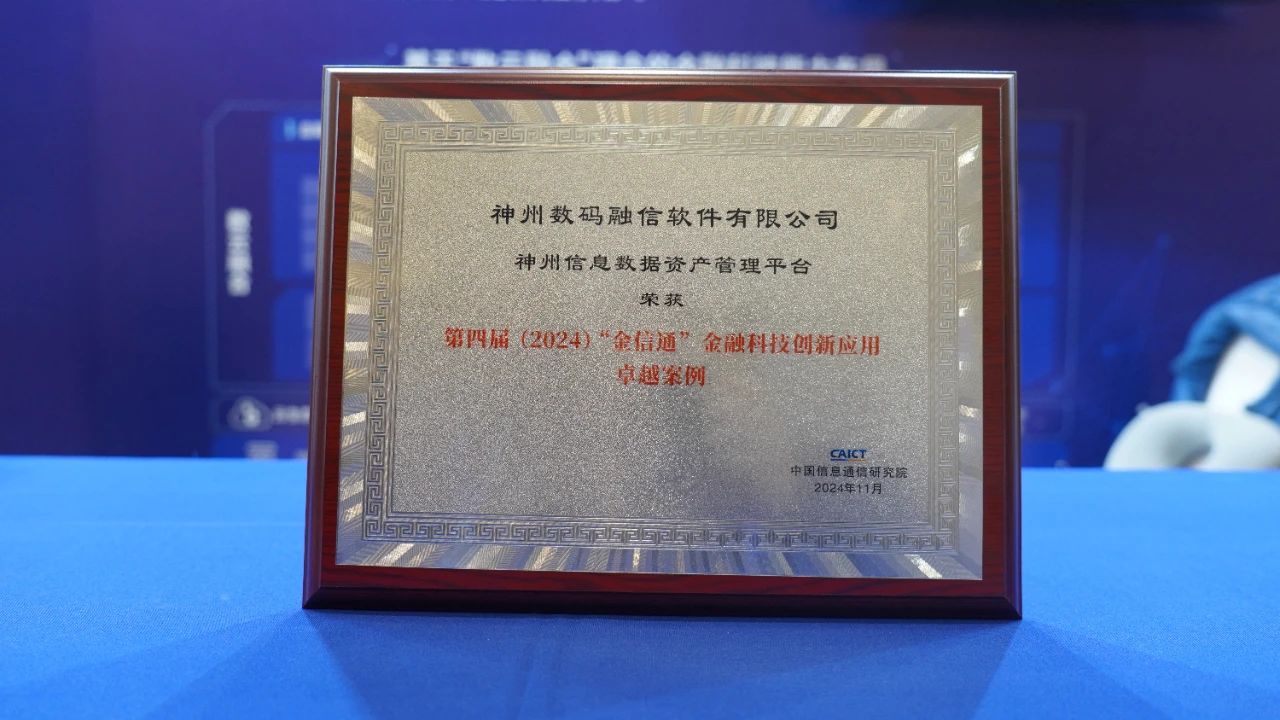 神州数码融信软件有限公司
神州信息数据资产管理平台
荣获
第四届（2024）“金信通”金融科技创新应用
卓越案例
CAICT
中国信息通信研究院
2024年11月